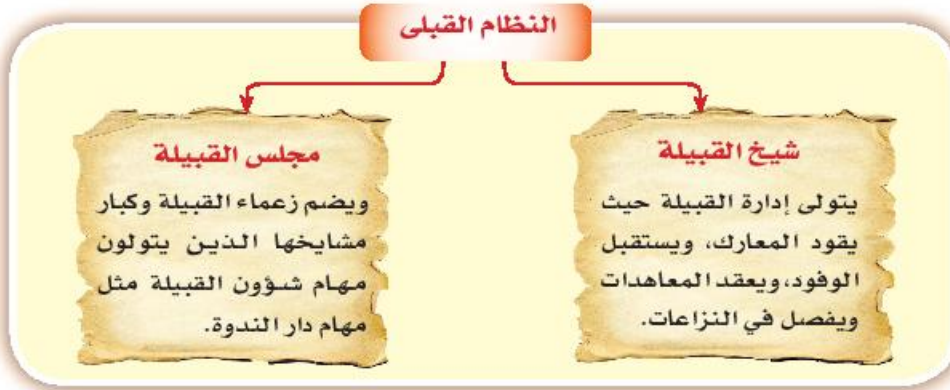 النظام القبلى
شيخ القبيلة
يتولى إدارة القبيلة حيث
يقود المعارك، ويستقبل
الوفود، ويعقد المعاهدات
ويفصل في النزاعات.
مجلس القبيلة
ويضم زعماء القبيلة وكبار
مشايخها الذين يتولون
مهام شؤون القبيلة مثل
مهام دار الندوة.